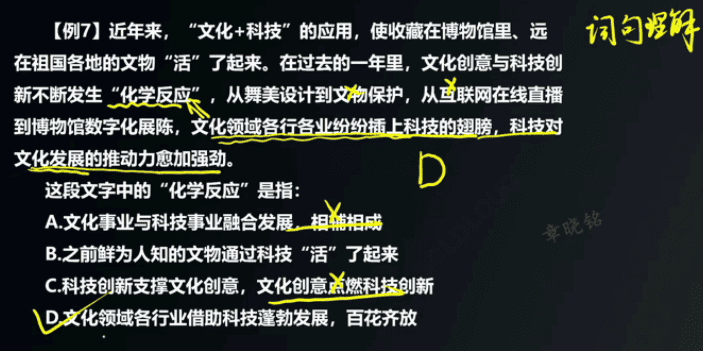 【例7】近年来，“文化+科技”的应用，使收藏在博物馆里、远
在祖国各地的文物“活”了起来。在过去的一年里，文化创意与科技创
新不断发生“化学反应”，从舞美设计到文物保护，从互联网在线直播
到博物馆数字化展陈，文化领域各行各业纷纷插上科技的翅膀，科技对
文化发展的推动力愈加强劲。
这段文字中的“化学反应”是指：
A.文化事业与科技事业融合发展，相辅相成
B.之前鲜为人知的文物通过科技“活”了起来
C.科技创新支撑文化创意，文化创意点燃科技创新
D.文化领域各行业借助科技蓬勃发展，百花齐放
词句理解
D
章晓铭